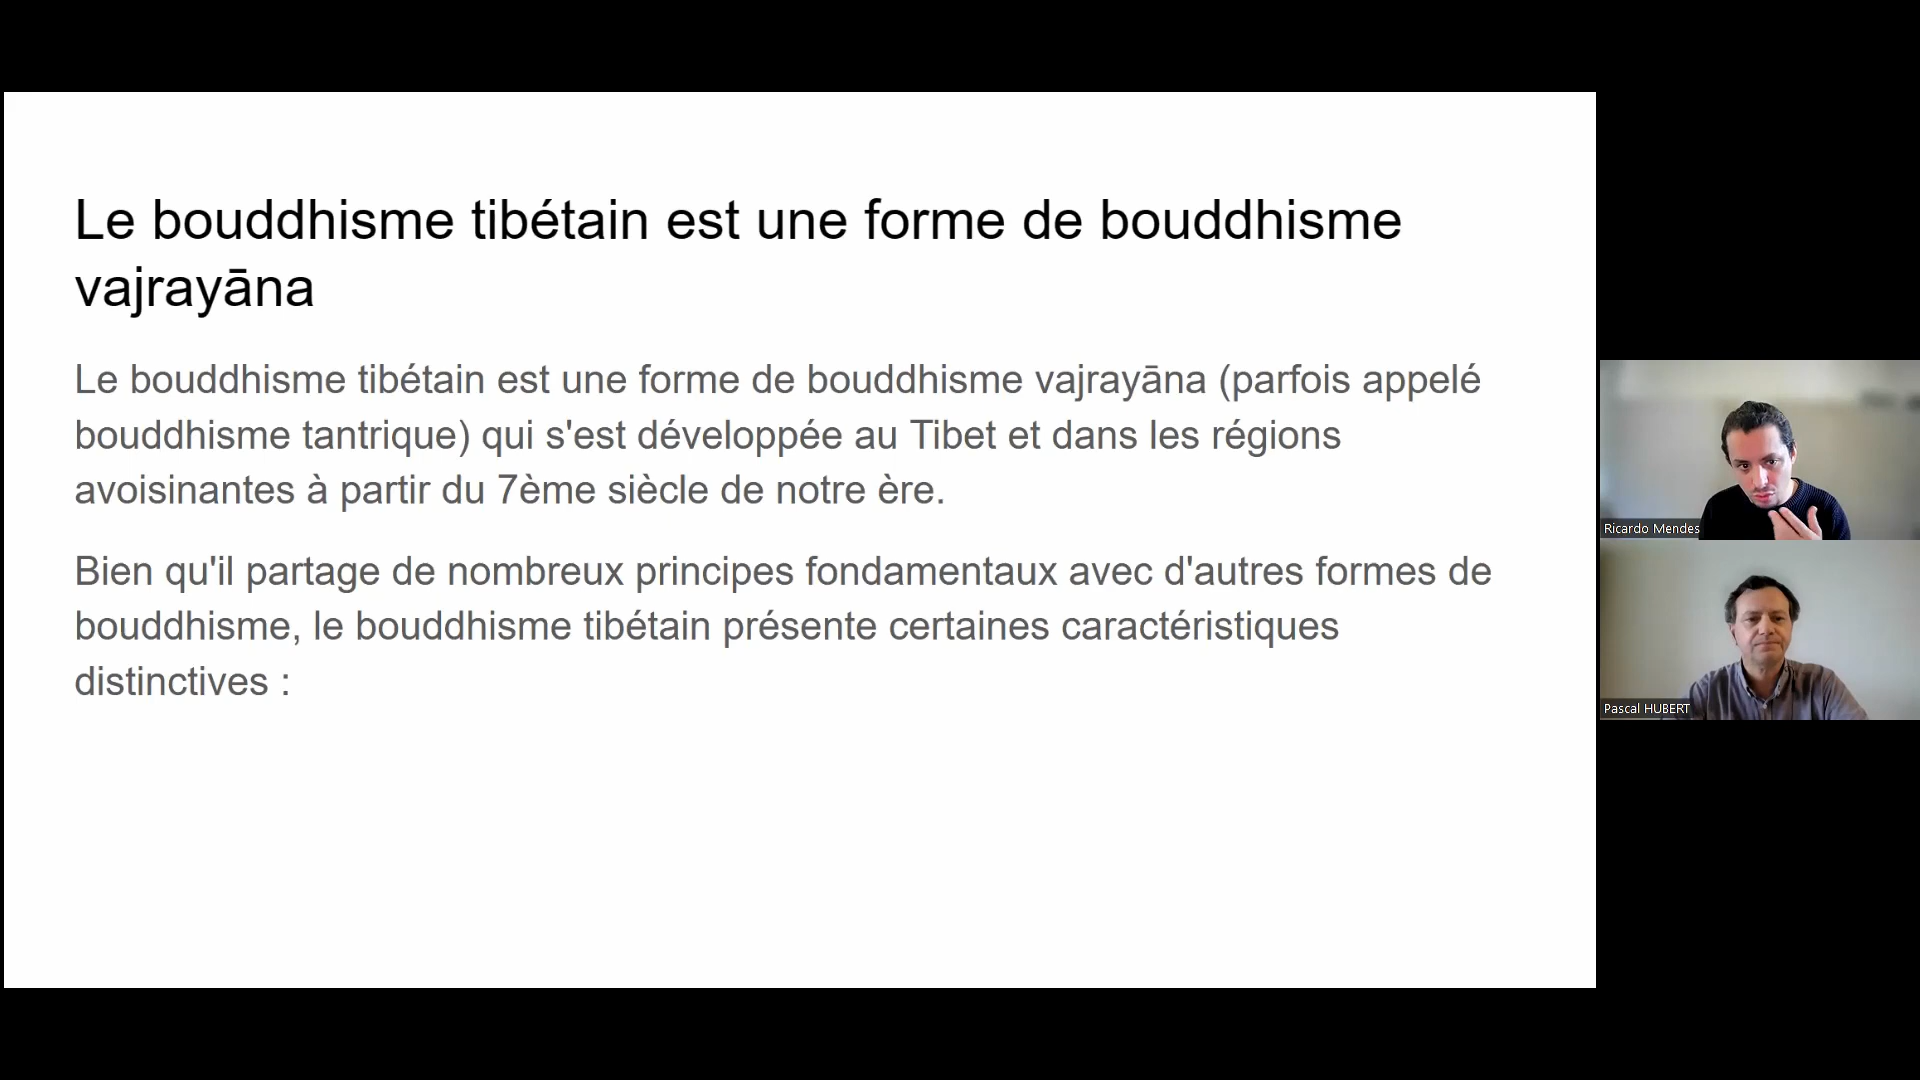 Le bouddhisme tibétain est une forme de bouddhisme
vajrayāna
Le bouddhisme tibétain est une forme de bouddhisme vajrayāna (parfois appelé
bouddhisme tantrique) qui s'est développée au Tibet et dans les régions
avoisinantes à partir du 7ème siècle de notre ère.
Bien qu'il partage de nombreux principes fondamentaux avec d'autres formes de
bouddhisme, le bouddhisme tibétain présente certaines caractéristiques
distinctives :
Ricardo Mendes
Pascal HUBERT